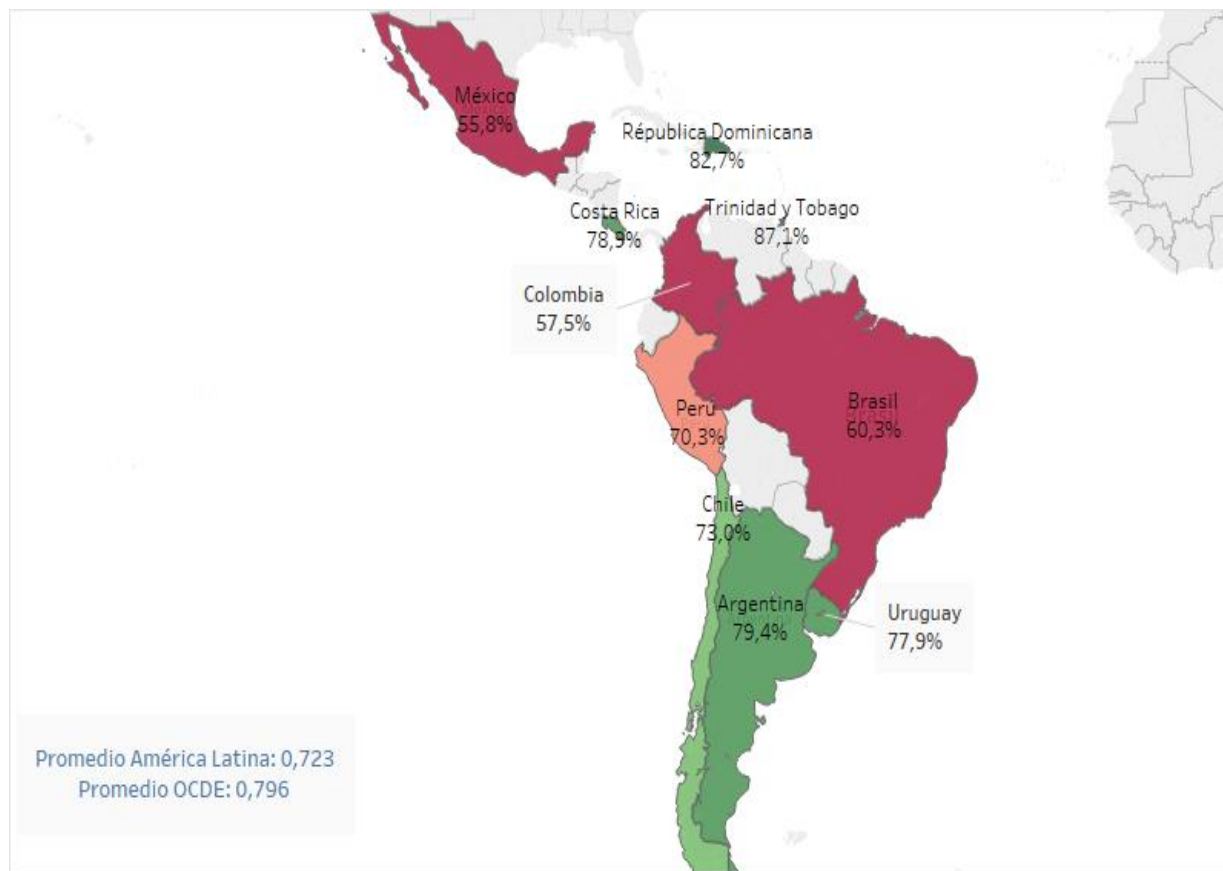 México
55,8%
Républica Dominicana
82,7%
Costa Rica
78,9%
Trinidad y Tobago
87,1%
Colombia
57,5%
Perú
70,3%
Brasil
60,3%
Chile
73,0%
Argentina
79,4%
Uruguay
77,9%
Promedio América Latina: 0,723
Promedio OCDE: 0,796